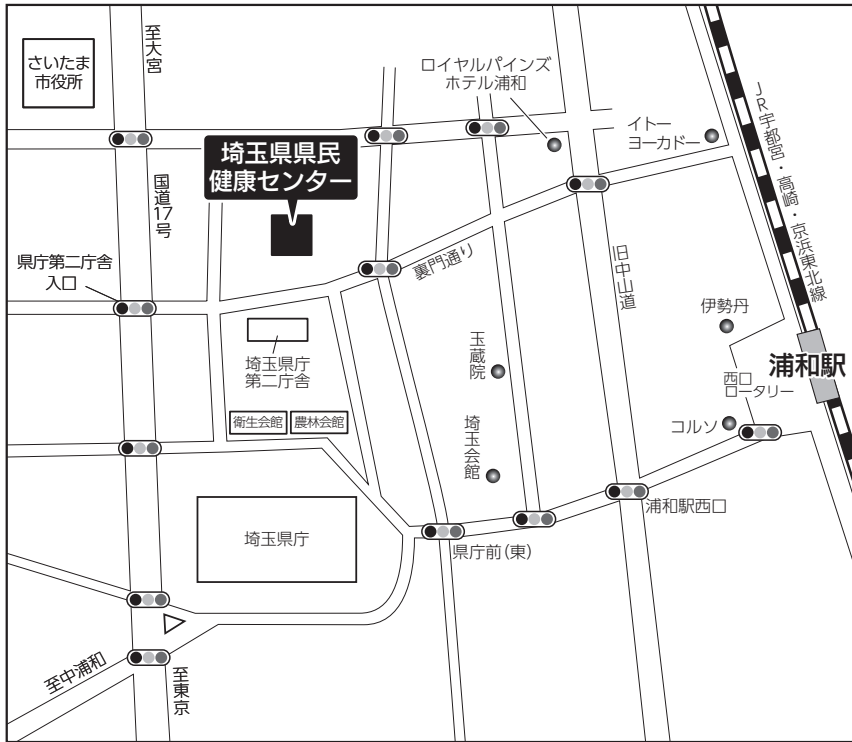 さいたま
市役所
至大宮
ロイヤルパインズ
ホテル浦和
イトー
ヨーカドー
JR宇都宮・高崎・京浜東北線
埼玉県県民
健康センター
国道17号
県庁第二庁舎
入口
裏門通り
旧中山道
伊勢丹
浦和駅
西口
ロータリー
玉蔵院
埼玉県庁
第二庁舎
衛生会館
農林会館
埼玉会館
コルソ
浦和駅西口
埼玉県庁
県庁前(東)
至中浦和
至東京